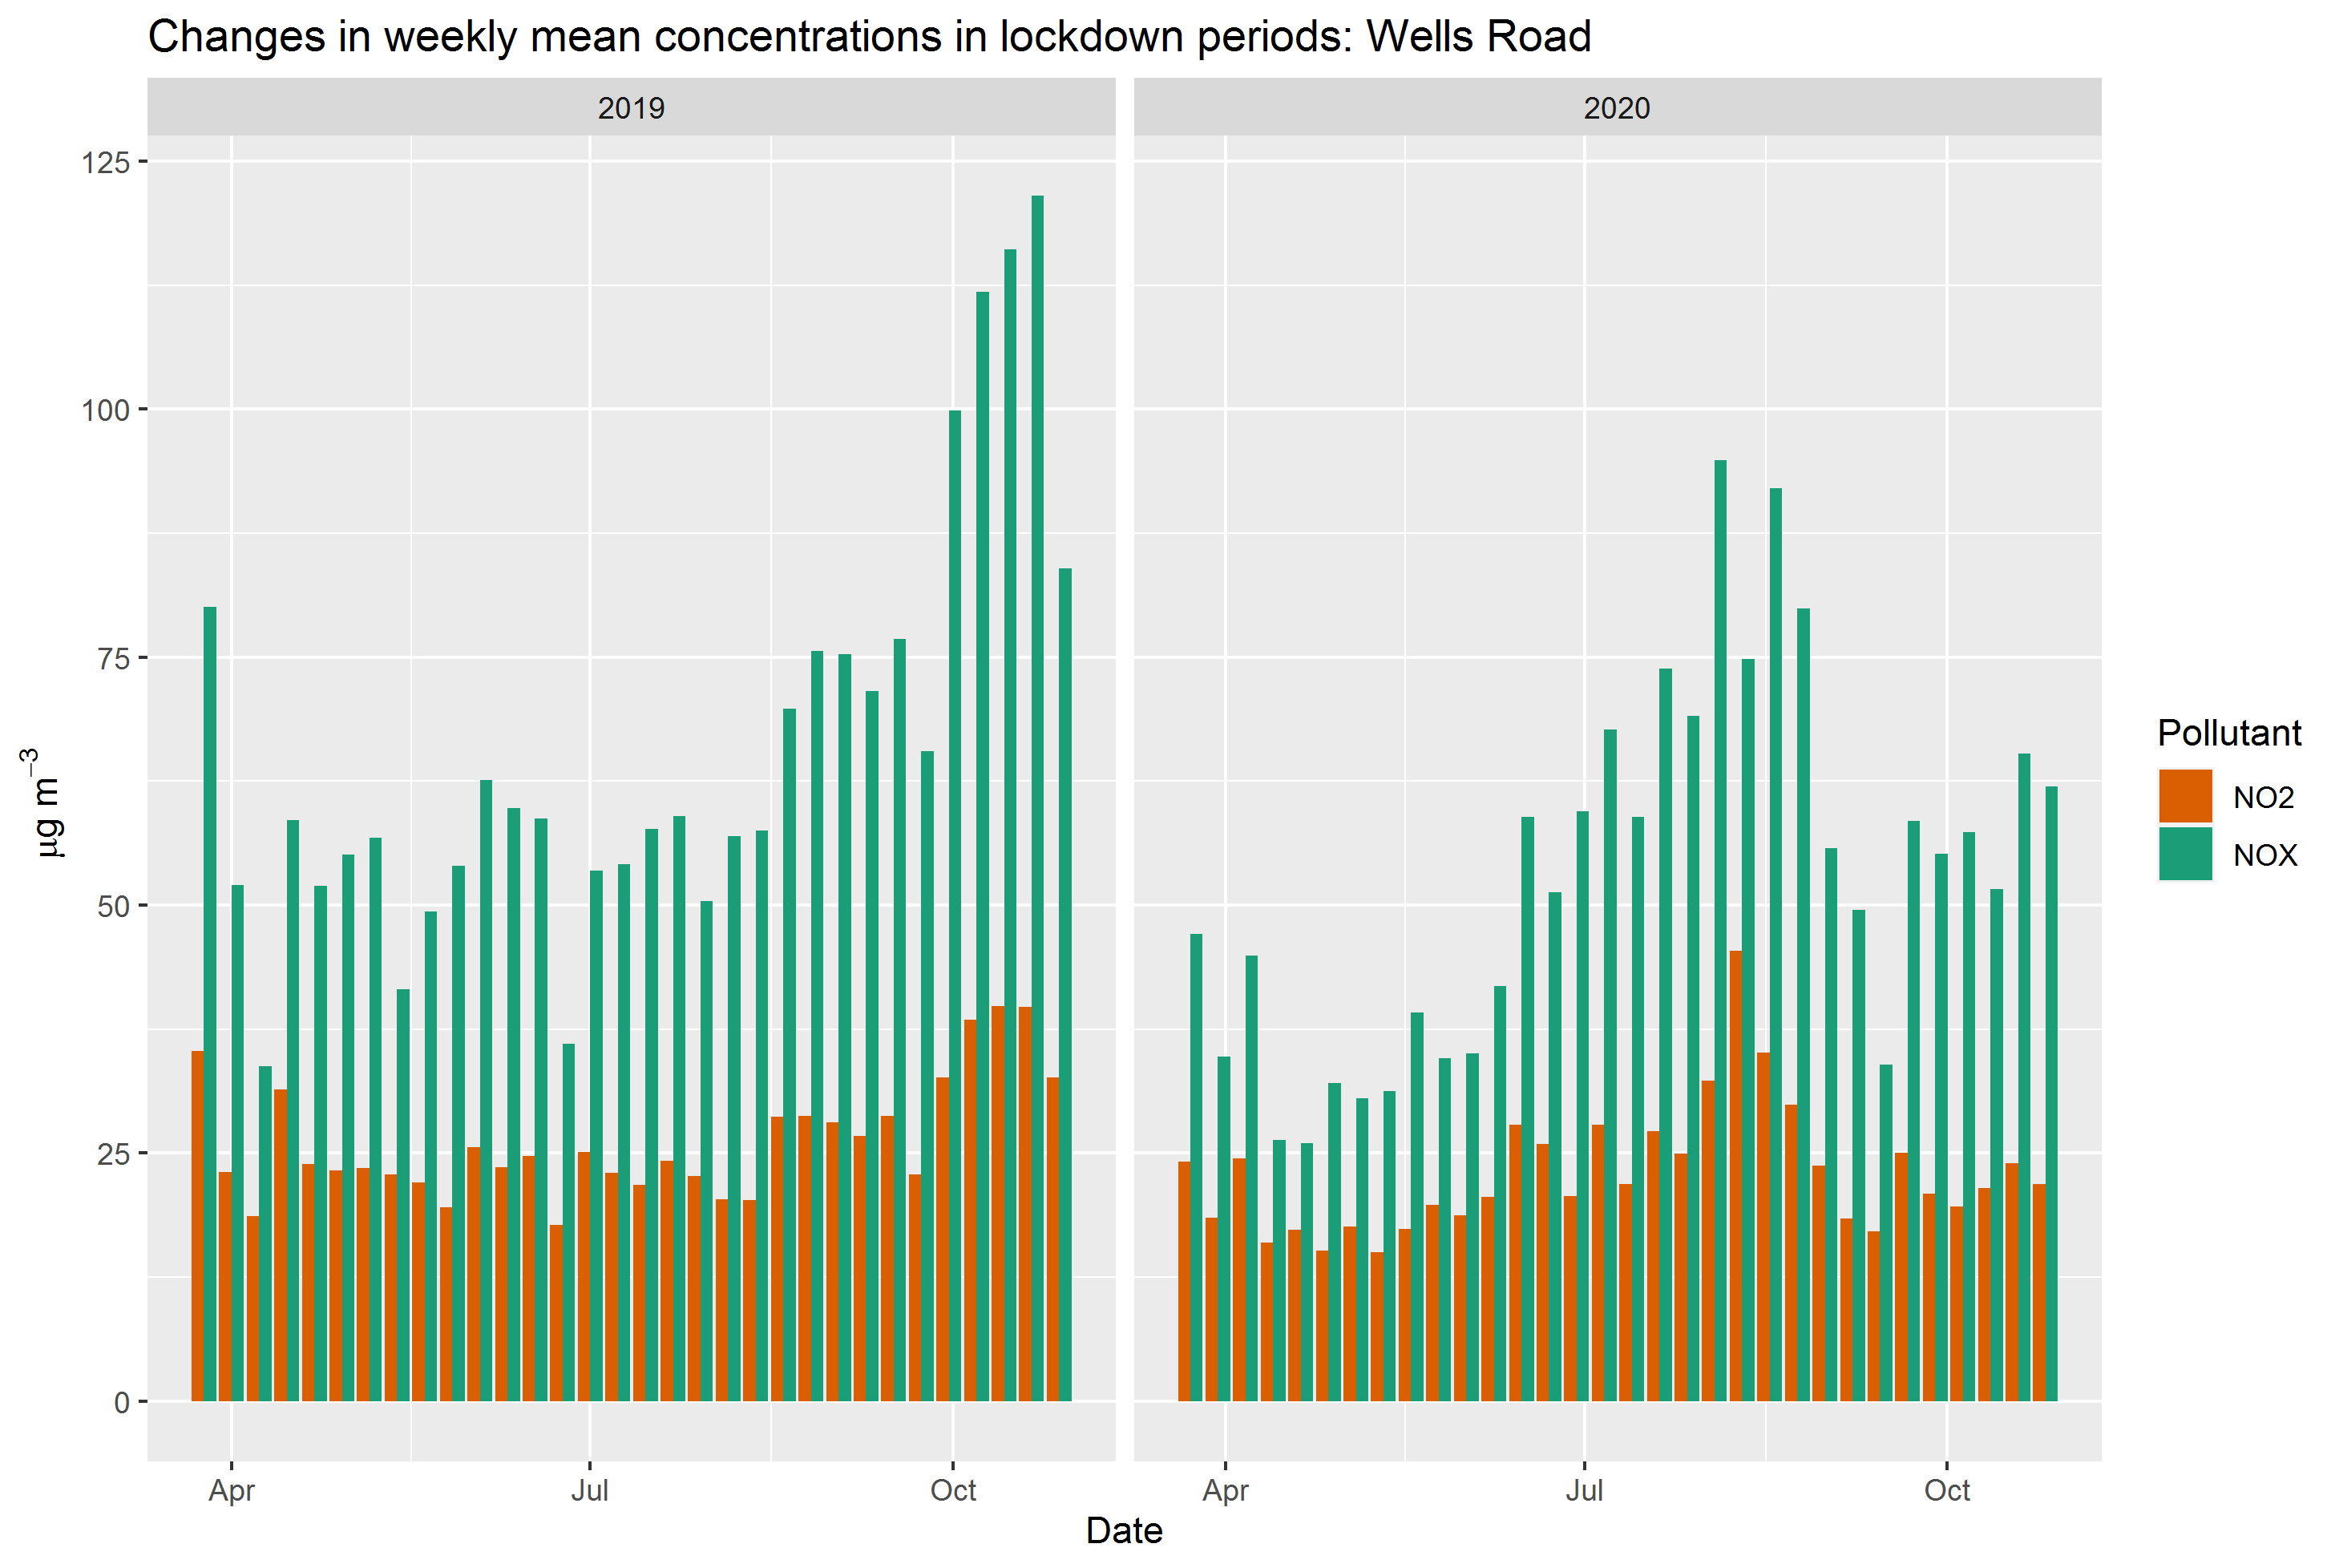 Changes in weekly mean concentrations in lockdown periods: Wells Road
2019
2020
125
100
75
50
25
0
µg m⁻³
Apr
Jul
Oct
Apr
Jul
Oct
Date
Pollutant
NO2
NOX